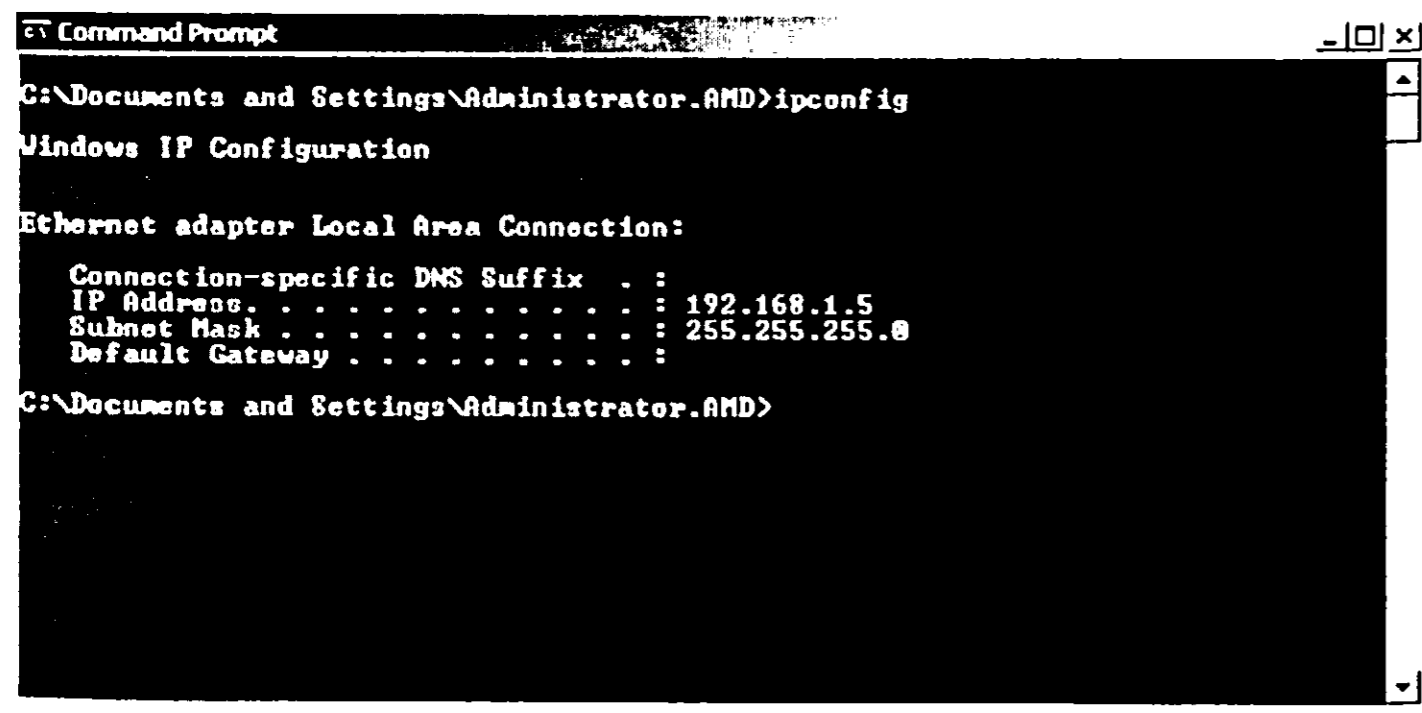 Command Prompt
C:\Documents and Settings\Administrator.AMD>ipconfig
Windows IP Configuration
Ethernet adapter Local Area Connection:
Connection-specific DNS Suffix . :
IP Address. . . . . . . . . . . . : 192.168.1.5
Subnet Mask . . . . . . . . . . . : 255.255.255.0
Default Gateway . . . . . . . . . :
C:\Documents and Settings\Administrator.AMD>